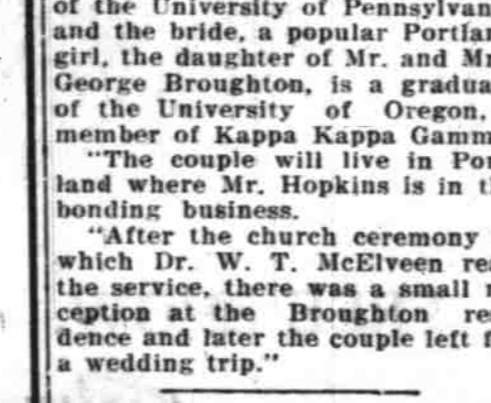 of the University of Pennsylvan
and the bride, a popular Portlan
girl, the daughter of Mr. and Mr
George Broughton, is a gradua
of the University of Oregon,
member of Kappa Kappa Gamm
"The couple will live in Por
land where Mr. Hopkins is in t
bonding business.
"After the church ceremony
which Dr. W. T. McElveen rea
the service, there was a small r
ception at the Broughton re
dence and later the couple left f
a wedding trip."